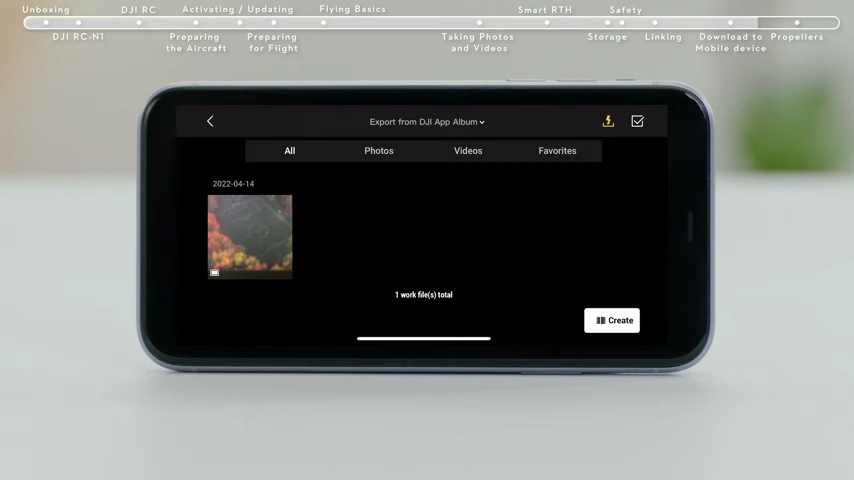 Unboxing
DJI RC
Activating / Updating
Flying Basics
Smart RTH
Safety
DJI RC-N1
Preparing
the Aircraft
Preparing
for Flight
Taking Photos
and Videos
Storage
Linking
Download to
Mobile device
Propellers
Export from DJI App Album
All
Photos
Videos
Favorites
2022-04-14
1 work file(s) total
Create